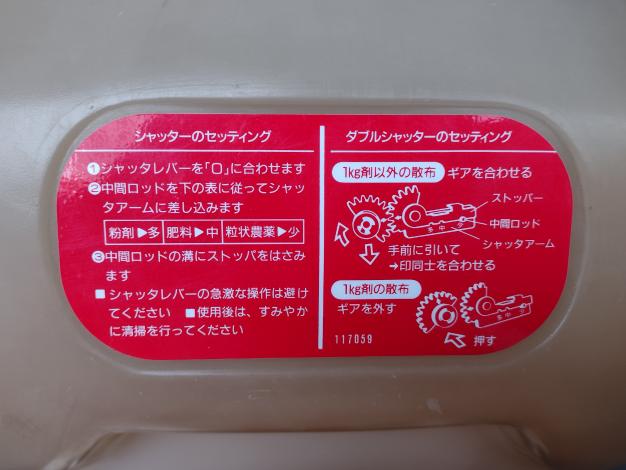 シャッターのセッティング
❶シャッタレバーを「0」に合わせます
❷中間ロッドを下の表に従ってシャッ
タアームに差し込みます
粉剤▶多 肥料▶中 粒状農薬▶少
❸中間ロッドの溝にストッパをはさみ
ます
■シャッタレバーの急激な操作は避け
てください ■使用後は、すみやか
に清掃を行ってください
ダブルシャッターのセッティング
1kg剤以外の散布 ギアを合わせる
ストッパー
中間ロッド
シャッタアーム
多 中 少
手前に引いて
→印同士を合わせる
1kg剤の散布
ギアを外す
多 中 少
押す
117059